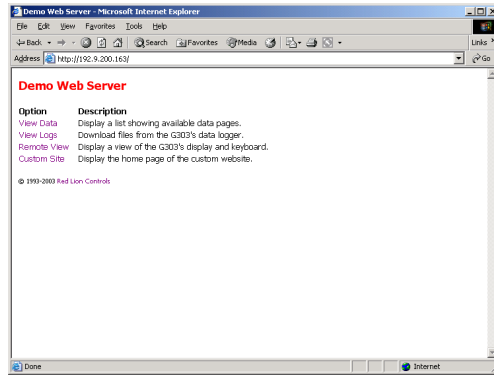 Demo Web Server - Microsoft Internet Explorer
File Edit View Favorites Tools Help
Back Search Favorites Media Links
Address http://192.9.200.163/ Go
Demo Web Server
Option Description
View Data Display a list showing available data pages.
View Logs Download files from the G303's data logger.
Remote View Display a view of the G303's display and keyboard.
Custom Site Display the home page of the custom website.
© 1993-2003 Red Lion Controls
Done Internet